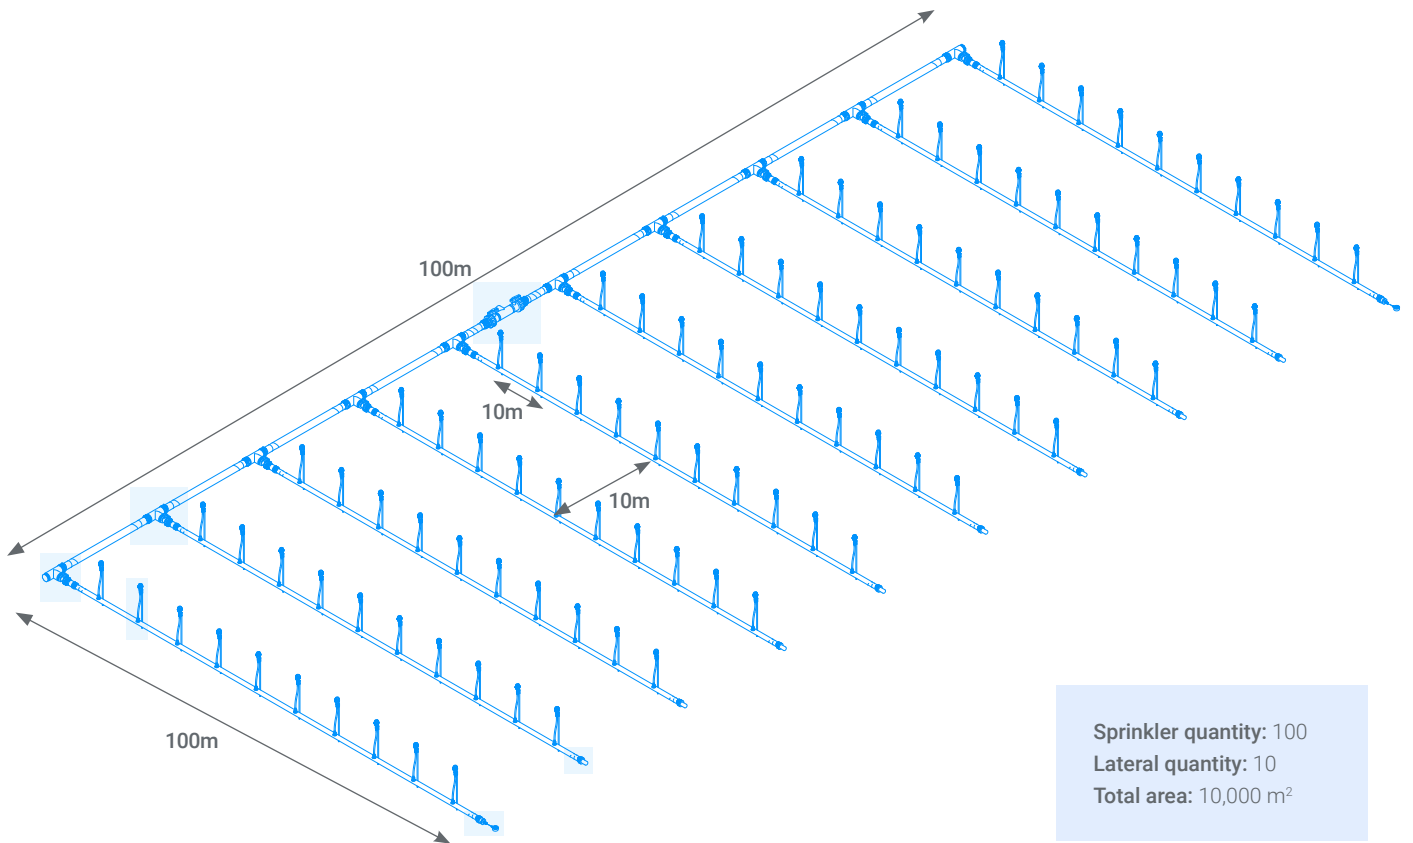 100m
10m
10m
100m
Sprinkler quantity: 100
Lateral quantity: 10
Total area: 10,000 m²